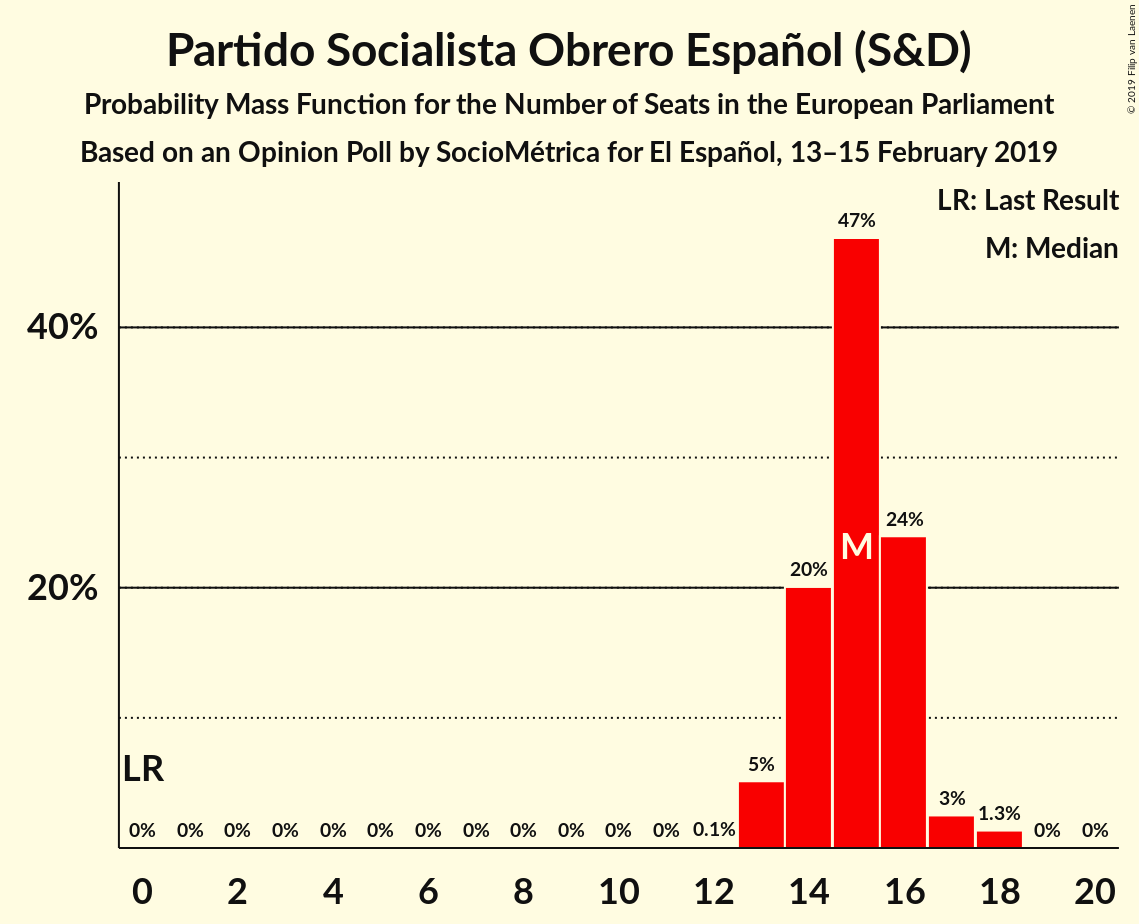 Partido Socialista Obrero Español (S&D)
Probability Mass Function for the Number of Seats in the European Parliament
Based on an Opinion Poll by SocioMétrica for El Español, 13–15 February 2019
© 2019 Filip van Laenen
LR: Last Result
M: Median
47%
40%
24%
M
20%
20%
LR
5%
3%
1.3%
0% 0% 0% 0% 0% 0% 0% 0% 0% 0% 0% 0% 0.1% 0% 0%
0 2 4 6 8 10 12 14 16 18 20